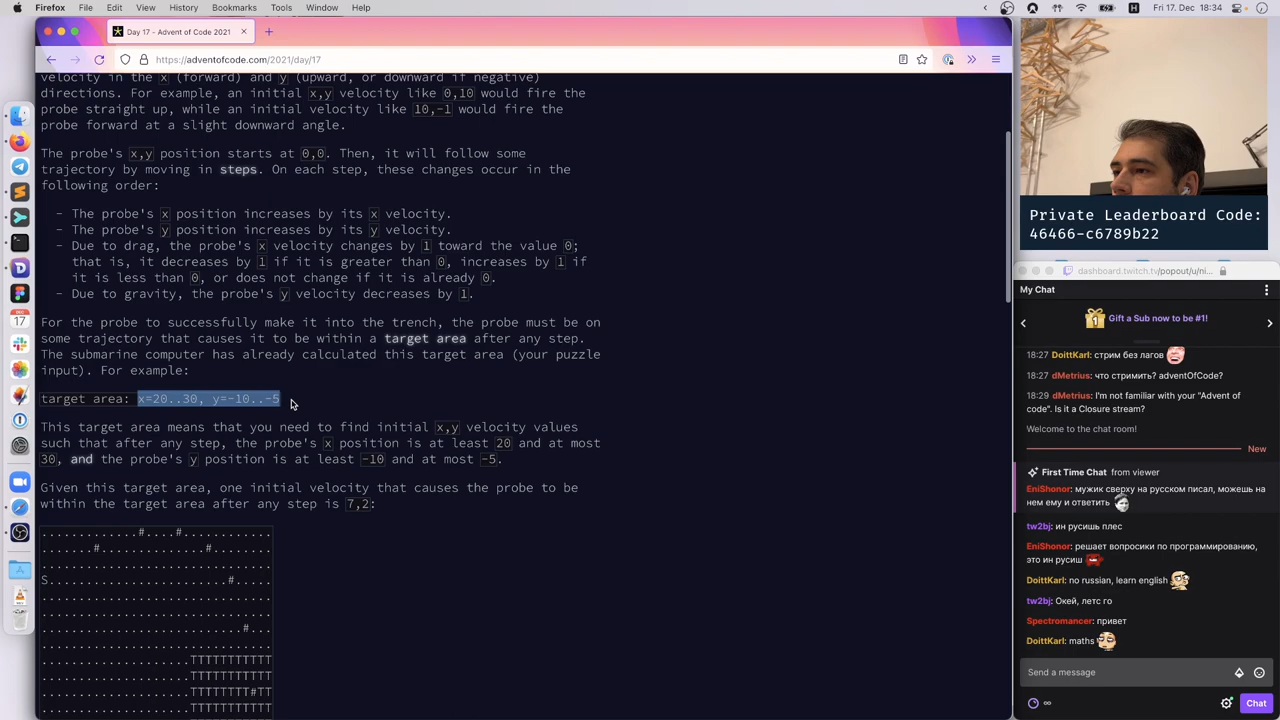 Firefox File Edit View History Bookmarks Tools Window Help
Fri 17. Dec 18:34
Day 17 - Advent of Code 2021
https://adventofcode.com/2021/day/17
velocity in the x (forward) and y (upward, or downward if negative)
directions. For example, an initial x,y velocity like 0,10 would fire the
probe straight up, while an initial velocity like 10,-1 would fire the
probe forward at a slight downward angle.
The probe's x,y position starts at 0,0. Then, it will follow some
trajectory by moving in steps. On each step, these changes occur in the
following order:
- The probe's x position increases by its x velocity.
- The probe's y position increases by its y velocity.
- Due to drag, the probe's x velocity changes by 1 toward the value 0;
that is, it decreases by 1 if it is greater than 0, increases by 1 if
it is less than 0, or does not change if it is already 0.
- Due to gravity, the probe's y velocity decreases by 1.
For the probe to successfully make it into the trench, the probe must be on
some trajectory that causes it to be within a target area after any step.
The submarine computer has already calculated this target area (your puzzle
input). For example:
target area: x=20..30, y=-10..-5
This target area means that you need to find initial x,y velocity values
such that after any step, the probe's x position is at least 20 and at most
30, and the probe's y position is at least -10 and at most -5.
Given this target area, one initial velocity that causes the probe to be
within the target area after any step is 7,2:
.............#....#............
.......#..............#........
...............................
S........................#.....
...............................
...............................
...........................#...
...............................
....................TTTTTTTTTTT
....................TTTTTTTTTTT
....................TTTTTTTT#TT
....................TTTTTTTTTTT
DEC
17
Private Leaderboard Code:
46466-c6789b22
dashboard.twitch.tv/popout/u/ni...
My Chat
Gift a Sub now to be #1!
1
18:27 DoittKarl: стрим без лагов
18:27 dMetrius: что стримить? adventOfCode?
18:29 dMetrius: I'm not familiar with your "Advent of
code". Is it a Closure stream?
Welcome to the chat room!
New
First Time Chat from viewer
EniShonor: мужик сверху на русском писал, можешь на
нем ему и ответить
tw2bj: ин русишь плес
EniShonor: решает вопросики по программированию,
это ин русиш
DoittKarl: no russian, learn english
tw2bj: Окей, летс го
Spectromancer: привет
DoittKarl: maths
Send a message
Chat